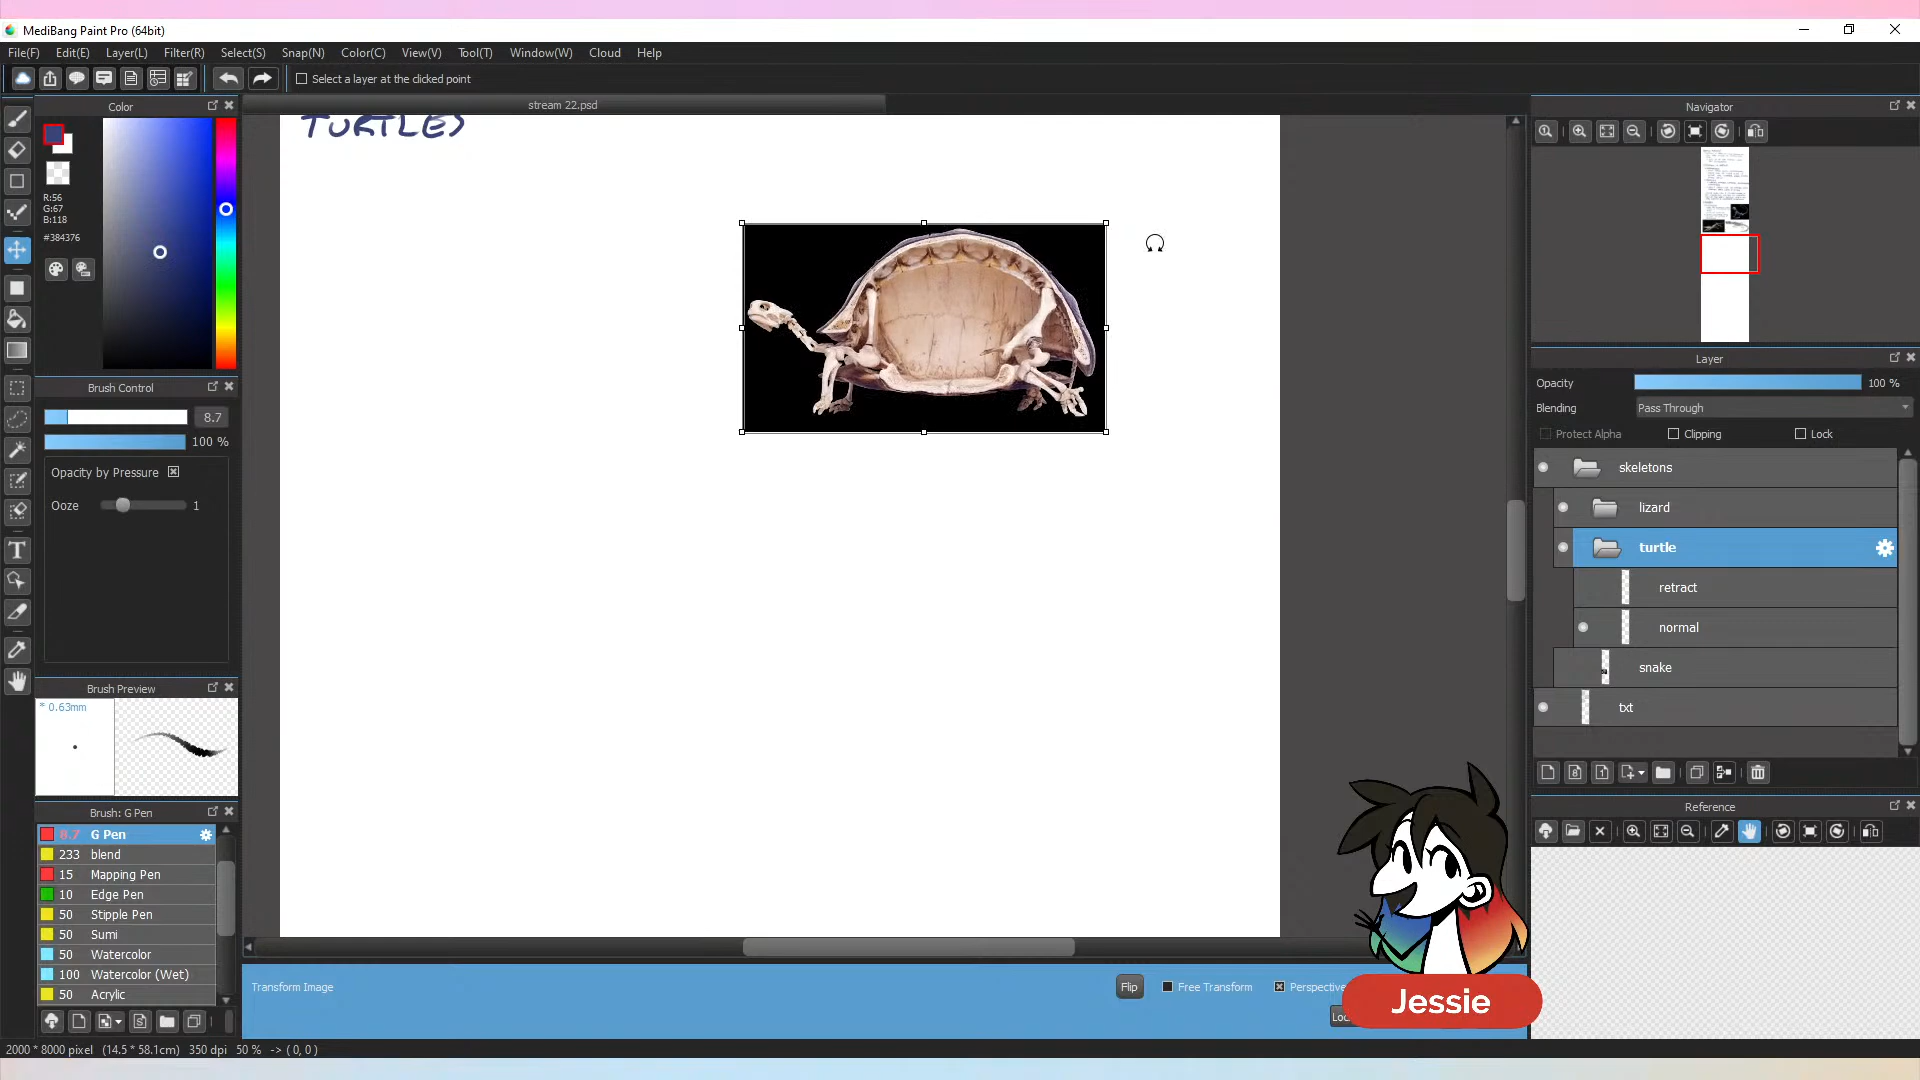 MediBang Paint Pro (64bit)
File(F) Edit(E) Layer(L) Filter(R) Select(S) Snap(N) Color(C) View(V) Tool(T) Window(W) Cloud Help
Select a layer at the clicked point
Color
stream 22.psd
Navigator
TURTLES
R:56
G:67
B:118
#384376
Layer
Opacity 100 %
Blending Pass Through
Protect Alpha Clipping Lock
Brush Control
8.7
100 %
Opacity by Pressure
Ooze 1
skeletons
lizard
turtle
retract
normal
snake
txt
Brush Preview
* 0.63mm
Brush: G Pen
8.7 G Pen
233 blend
15 Mapping Pen
10 Edge Pen
50 Stipple Pen
50 Sumi
50 Watercolor
100 Watercolor (Wet)
50 Acrylic
Reference
Transform Image
Flip
Free Transform
Perspective
Jessie
2000 * 8000 pixel (14.5 * 58.1cm) 350 dpi 50 % -> ( 0, 0 )